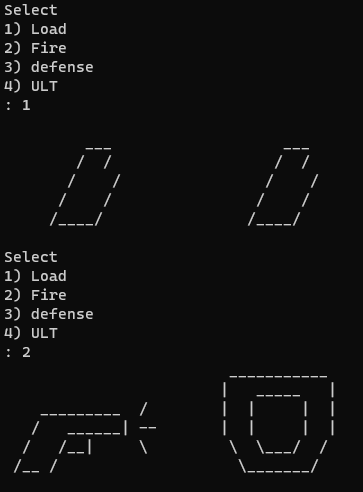 Select
1) Load
2) Fire
3) defense
4) ULT
: 1
Select
1) Load
2) Fire
3) defense
4) ULT
: 2